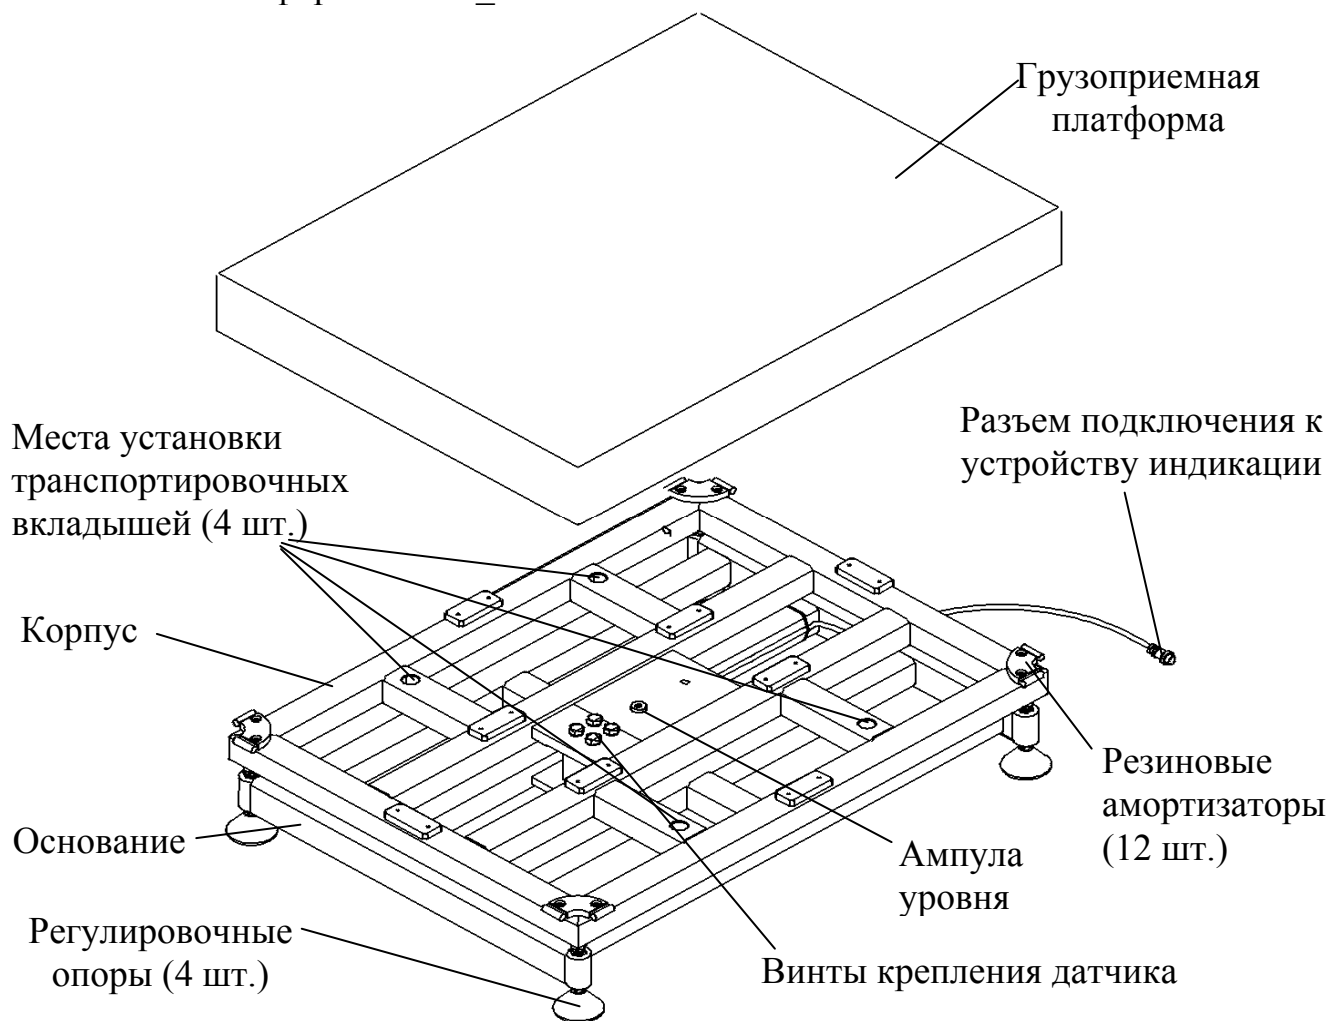 Грузоприемная
платформа
Места установки
транспортировочных
вкладышей (4 шт.)
Разъем подключения к
устройству индикации
Корпус
Основание
Регулировочные
опоры (4 шт.)
Резиновые
амортизаторы
(12 шт.)
Ампула
уровня
Винты крепления датчика